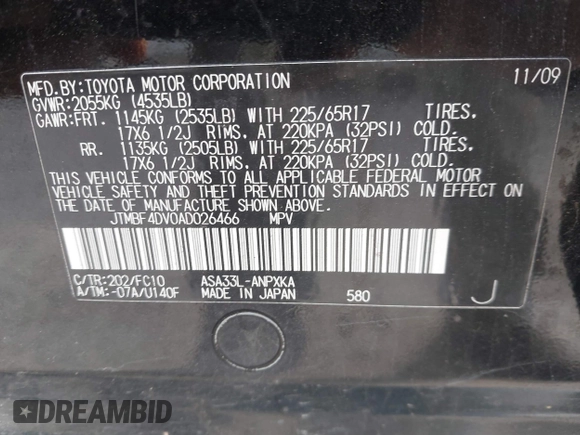 MFD.BY:TOYOTA MOTOR CORPORATION 11/09
GVWR:2055KG (4535LB)
GAWR:FRT. 1145KG (2535LB) WITH 225/65R17 TIRES.
17X6 1/2J RIMS. AT 220KPA (32PSI) COLD.
RR. 1135KG (2505LB) WITH 225/65R17 TIRES.
17X6 1/2J RIMS. AT 220KPA (32PSI) COLD.
THIS VEHICLE CONFORMS TO ALL APPLICABLE FEDERAL MOTOR
VEHICLE SAFETY AND THEFT PREVENTION STANDARDS IN EFFECT ON
THE DATE OF MANUFACTURE SHOWN ABOVE.
JTMBF4DV0AD026466 MPV
C/TR:202/FC10 ASA33L-ANPXKA
A/TM:-07A/U140F MADE IN JAPAN 580 J
DREAMBID